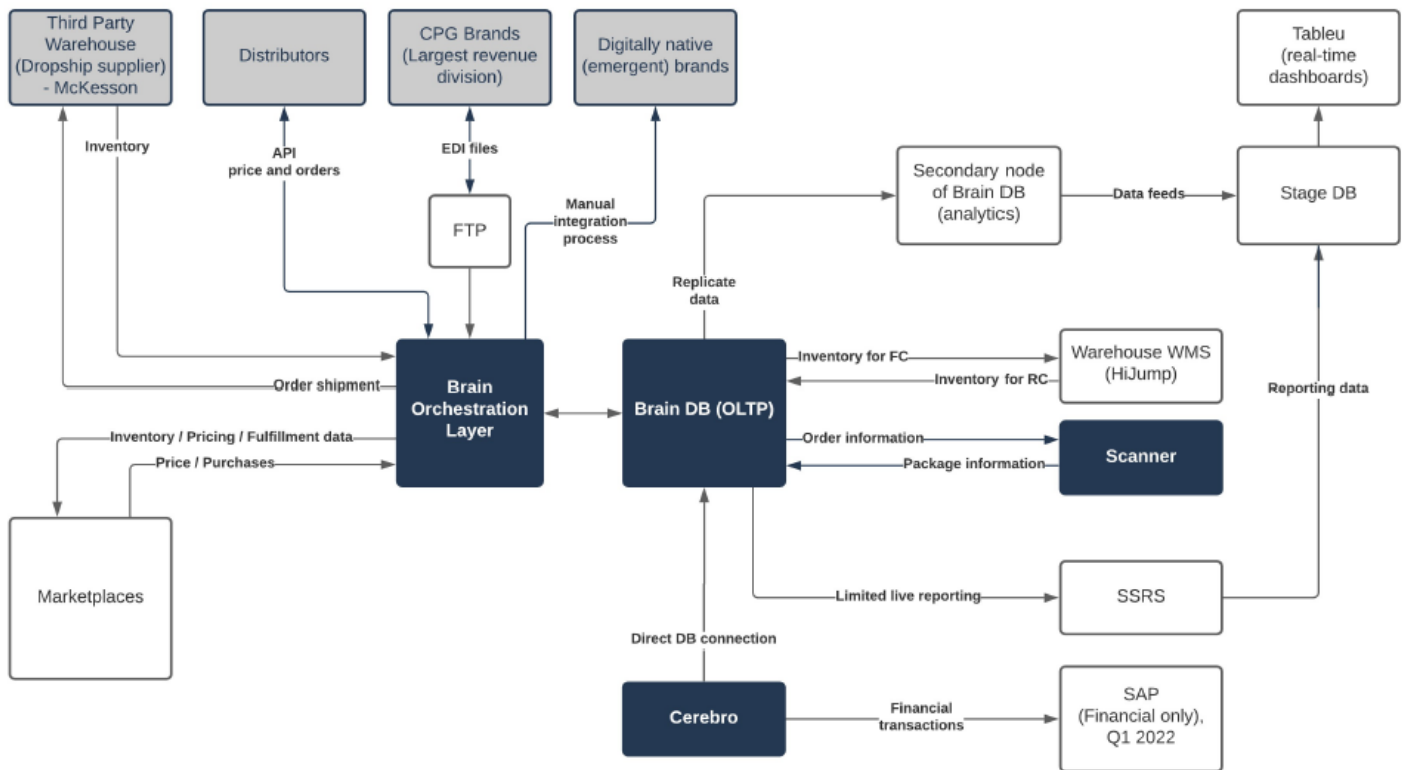 Third Party
Warehouse
(Dropship supplier)
- McKesson
Distributors
CPG Brands
(Largest revenue
division)
Digitally native
(emergent) brands
Tableu
(real-time
dashboards)
Inventory
API
price and orders
EDI files
Manual
integration
process
FTP
Secondary node
of Brain DB
(analytics)
Data feeds
Stage DB
Replicate
data
Brain
Orchestration
Layer
Brain DB (OLTP)
Inventory for FC
Inventory for RC
Warehouse WMS
(HiJump)
Reporting data
Order shipment
Inventory / Pricing / Fulfillment data
Price / Purchases
Order information
Package information
Scanner
Marketplaces
Limited live reporting
SSRS
Direct DB connection
Cerebro
Financial
transactions
SAP
(Financial only),
Q1 2022